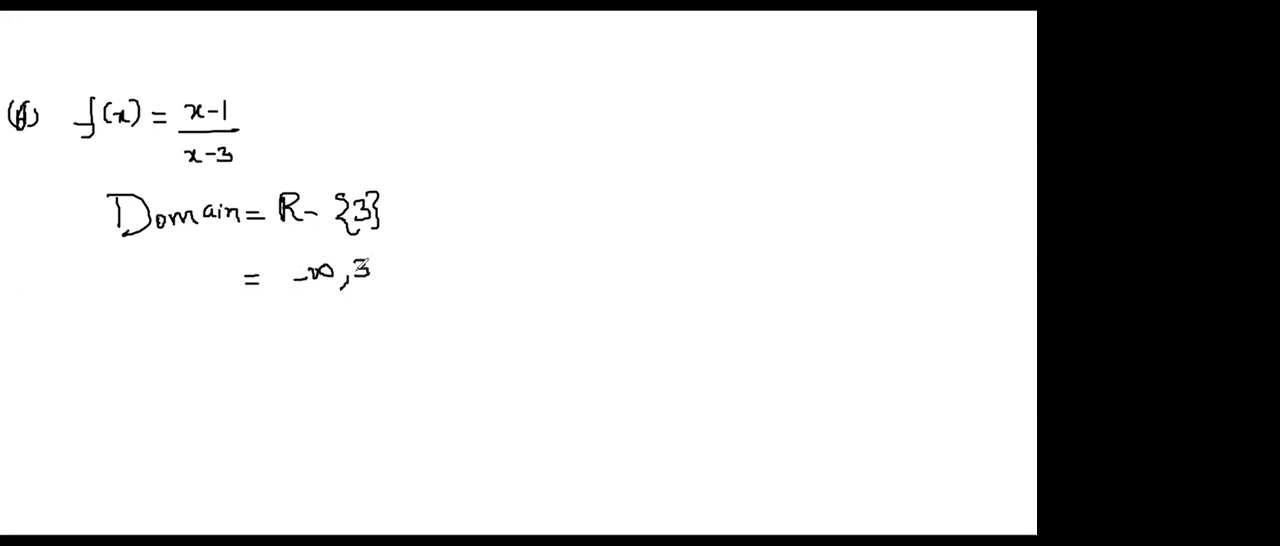 f(x) = x-1 / x-3
Domain = R - {3}
= -∞, 3